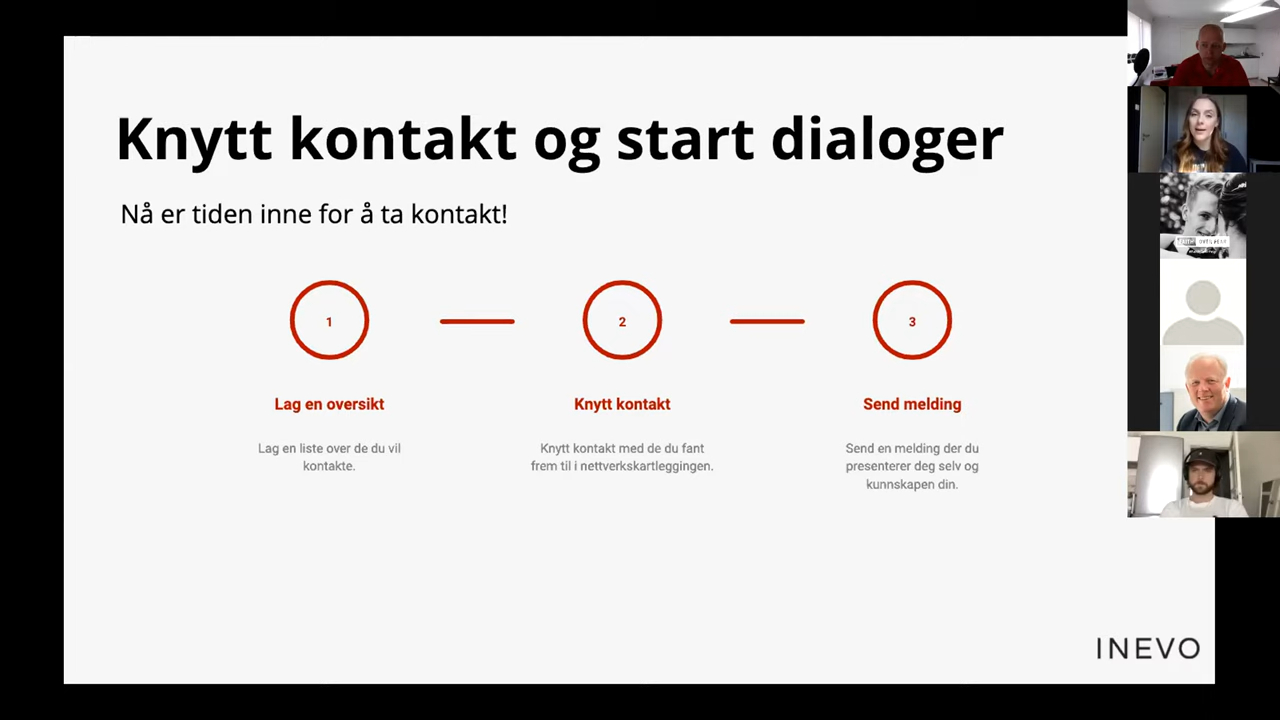 Knytt kontakt og start dialoger
Nå er tiden inne for å ta kontakt!
1
2
3
Lag en oversikt
Knytt kontakt
Send melding
Lag en liste over de du vil
kontakte.
Knytt kontakt med de du fant
frem til i nettverkskartleggingen.
Send en melding der du
presenterer deg selv og
kunnskapen din.
INEVO